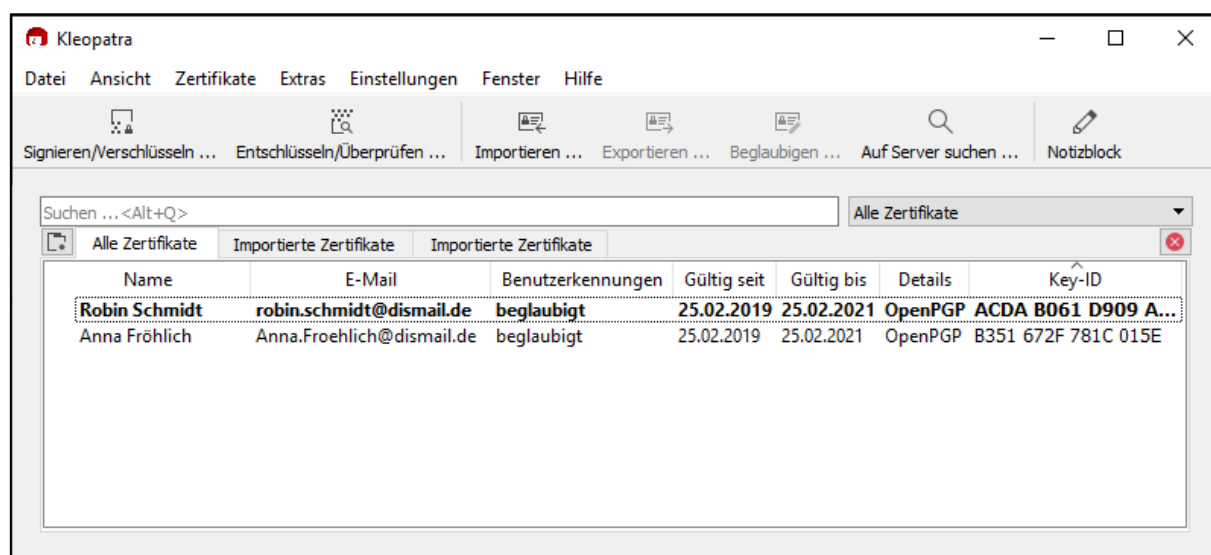 Kleopatra
Datei Ansicht Zertifikate Extras Einstellungen Fenster Hilfe
Signieren/Verschlüsseln ... Entschlüsseln/Überprüfen ... Importieren ... Exportieren ... Beglaubigen ... Auf Server suchen ... Notizblock
Suchen ...<Alt+Q> Alle Zertifikate
Alle Zertifikate Importierte Zertifikate Importierte Zertifikate
Name E-Mail Benutzerkennungen Gültig seit Gültig bis Details Key-ID
Robin Schmidt robin.schmidt@dismail.de beglaubigt 25.02.2019 25.02.2021 OpenPGP ACDA B061 D909 A...
Anna Fröhlich Anna.Froehlich@dismail.de beglaubigt 25.02.2019 25.02.2021 OpenPGP B351 672F 781C 015E